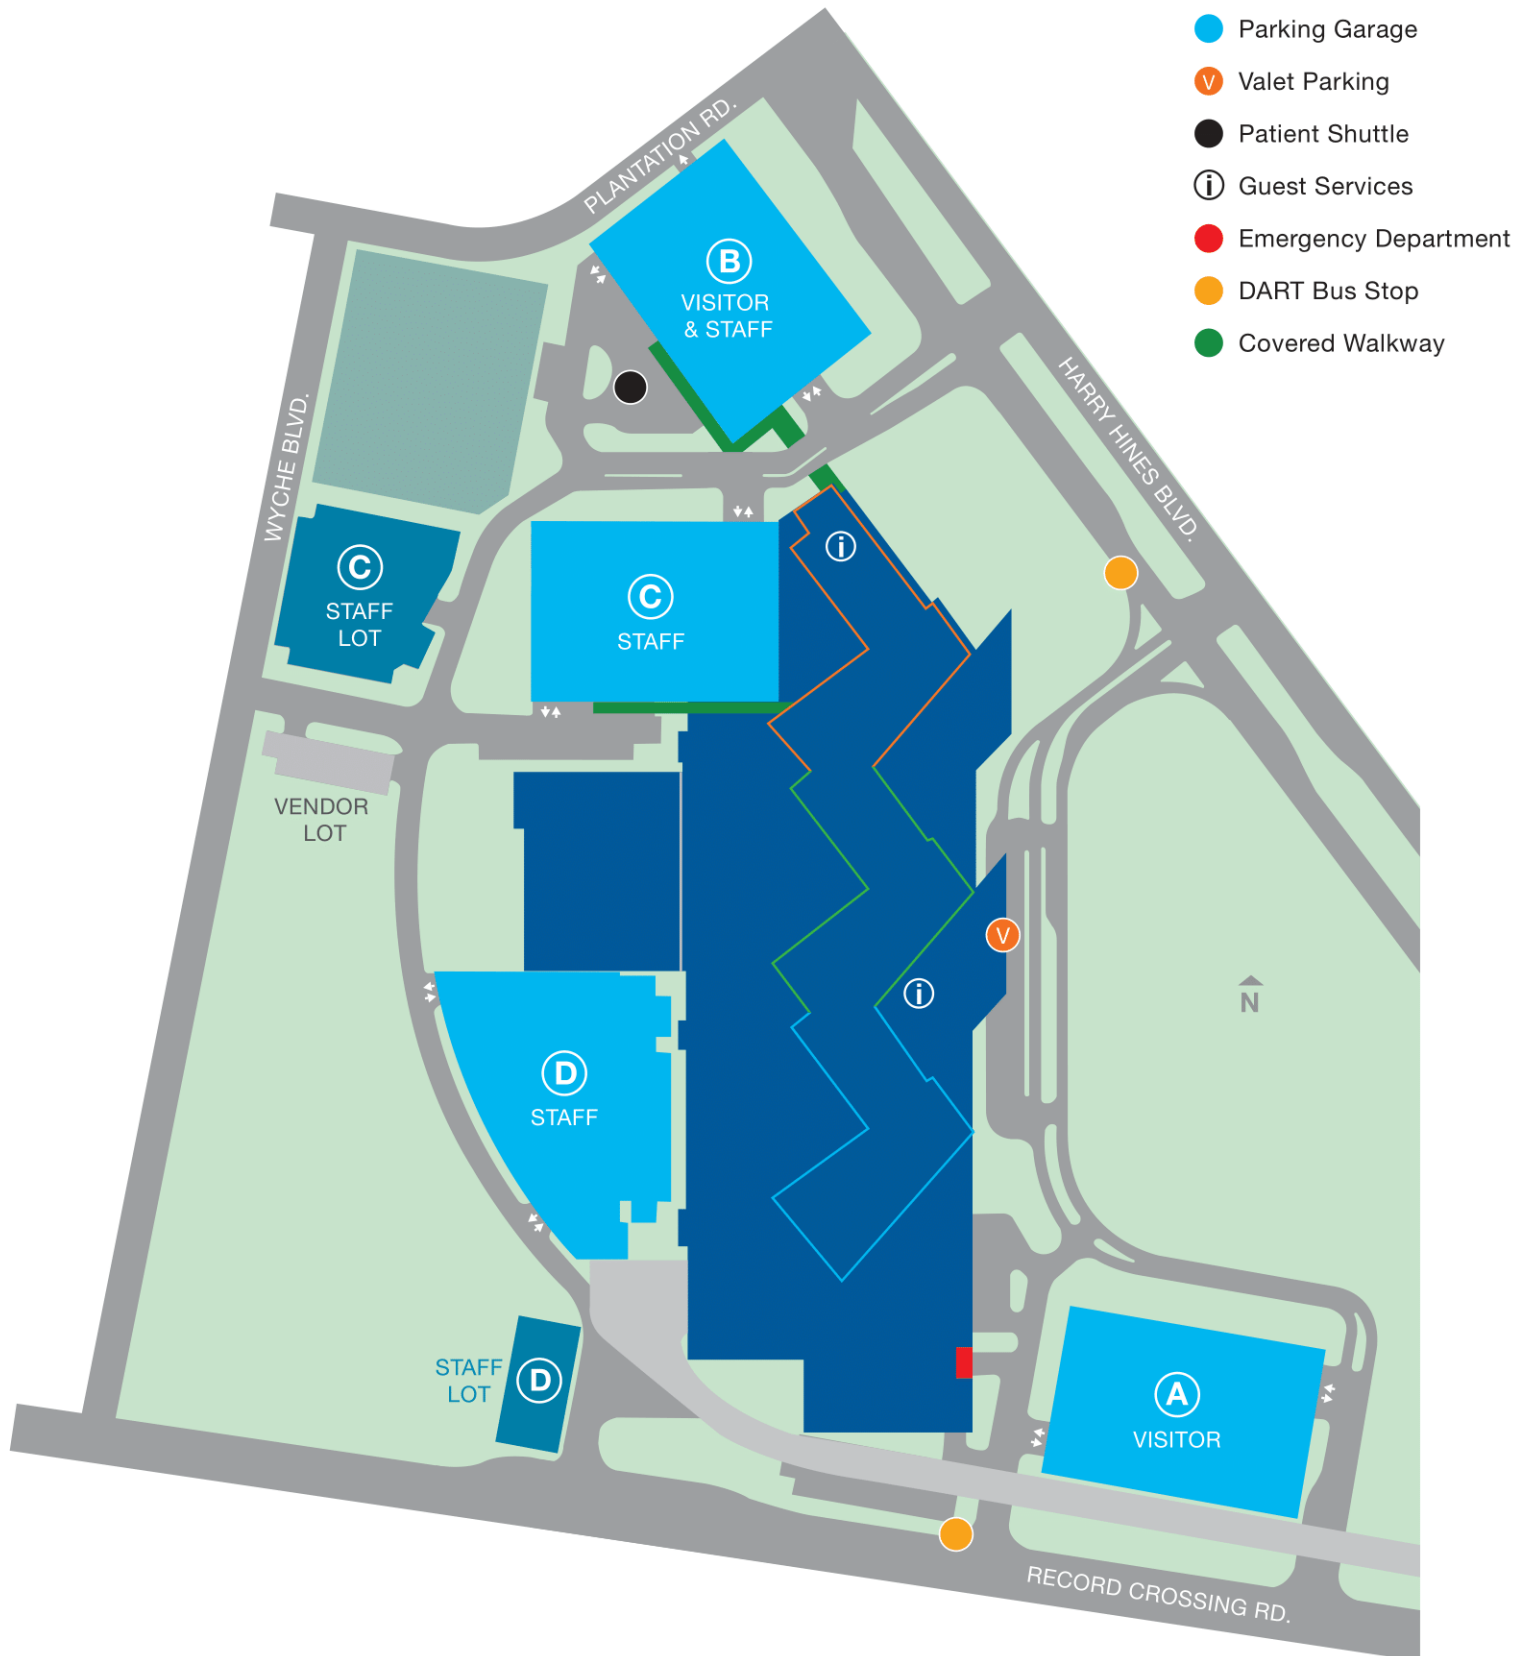 Parking Garage
V Valet Parking
Patient Shuttle
i Guest Services
Emergency Department
DART Bus Stop
Covered Walkway
PLANTATION RD.
B
VISITOR
& STAFF
HARRY HINES BLVD.
WYCHE BLVD.
i
C
STAFF
LOT
C
STAFF
VENDOR
LOT
V
i
N
D
STAFF
STAFF
LOT
D
A
VISITOR
RECORD CROSSING RD.